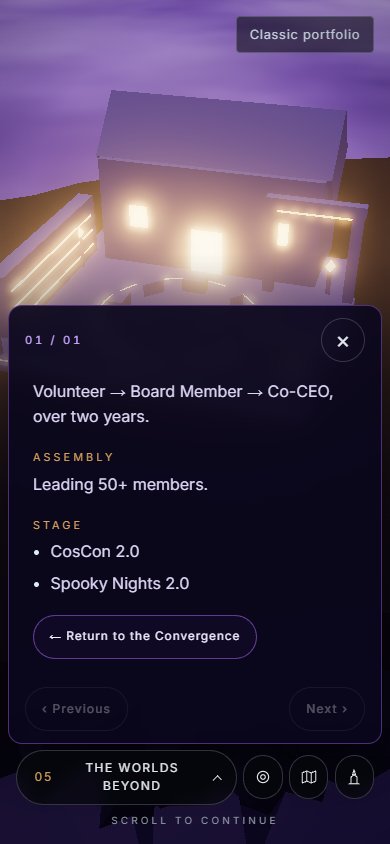 Classic portfolio
01 / 01
Volunteer → Board Member → Co-CEO,
over two years.
ASSEMBLY
Leading 50+ members.
STAGE
• CosCon 2.0
• Spooky Nights 2.0
← Return to the Convergence
‹ Previous
Next ›
05
THE WORLDS
BEYOND
SCROLL TO CONTINUE